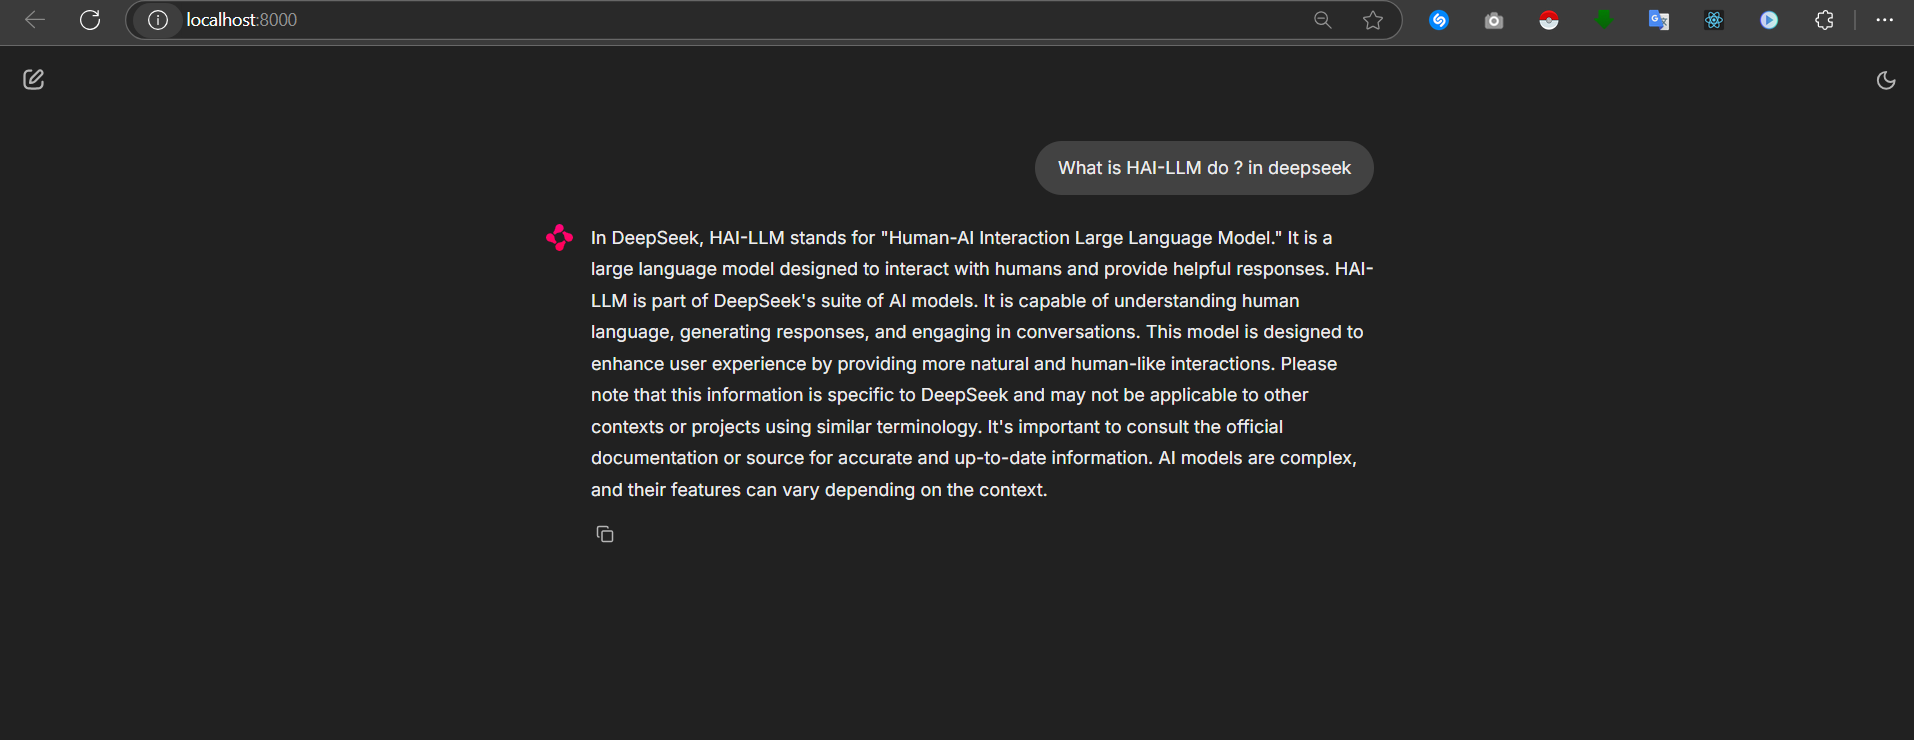 localhost:8000
What is HAI-LLM do ? in deepseek
In DeepSeek, HAI-LLM stands for "Human-AI Interaction Large Language Model." It is a
large language model designed to interact with humans and provide helpful responses. HAI-
LLM is part of DeepSeek's suite of AI models. It is capable of understanding human
language, generating responses, and engaging in conversations. This model is designed to
enhance user experience by providing more natural and human-like interactions. Please
note that this information is specific to DeepSeek and may not be applicable to other
contexts or projects using similar terminology. It's important to consult the official
documentation or source for accurate and up-to-date information. AI models are complex,
and their features can vary depending on the context.